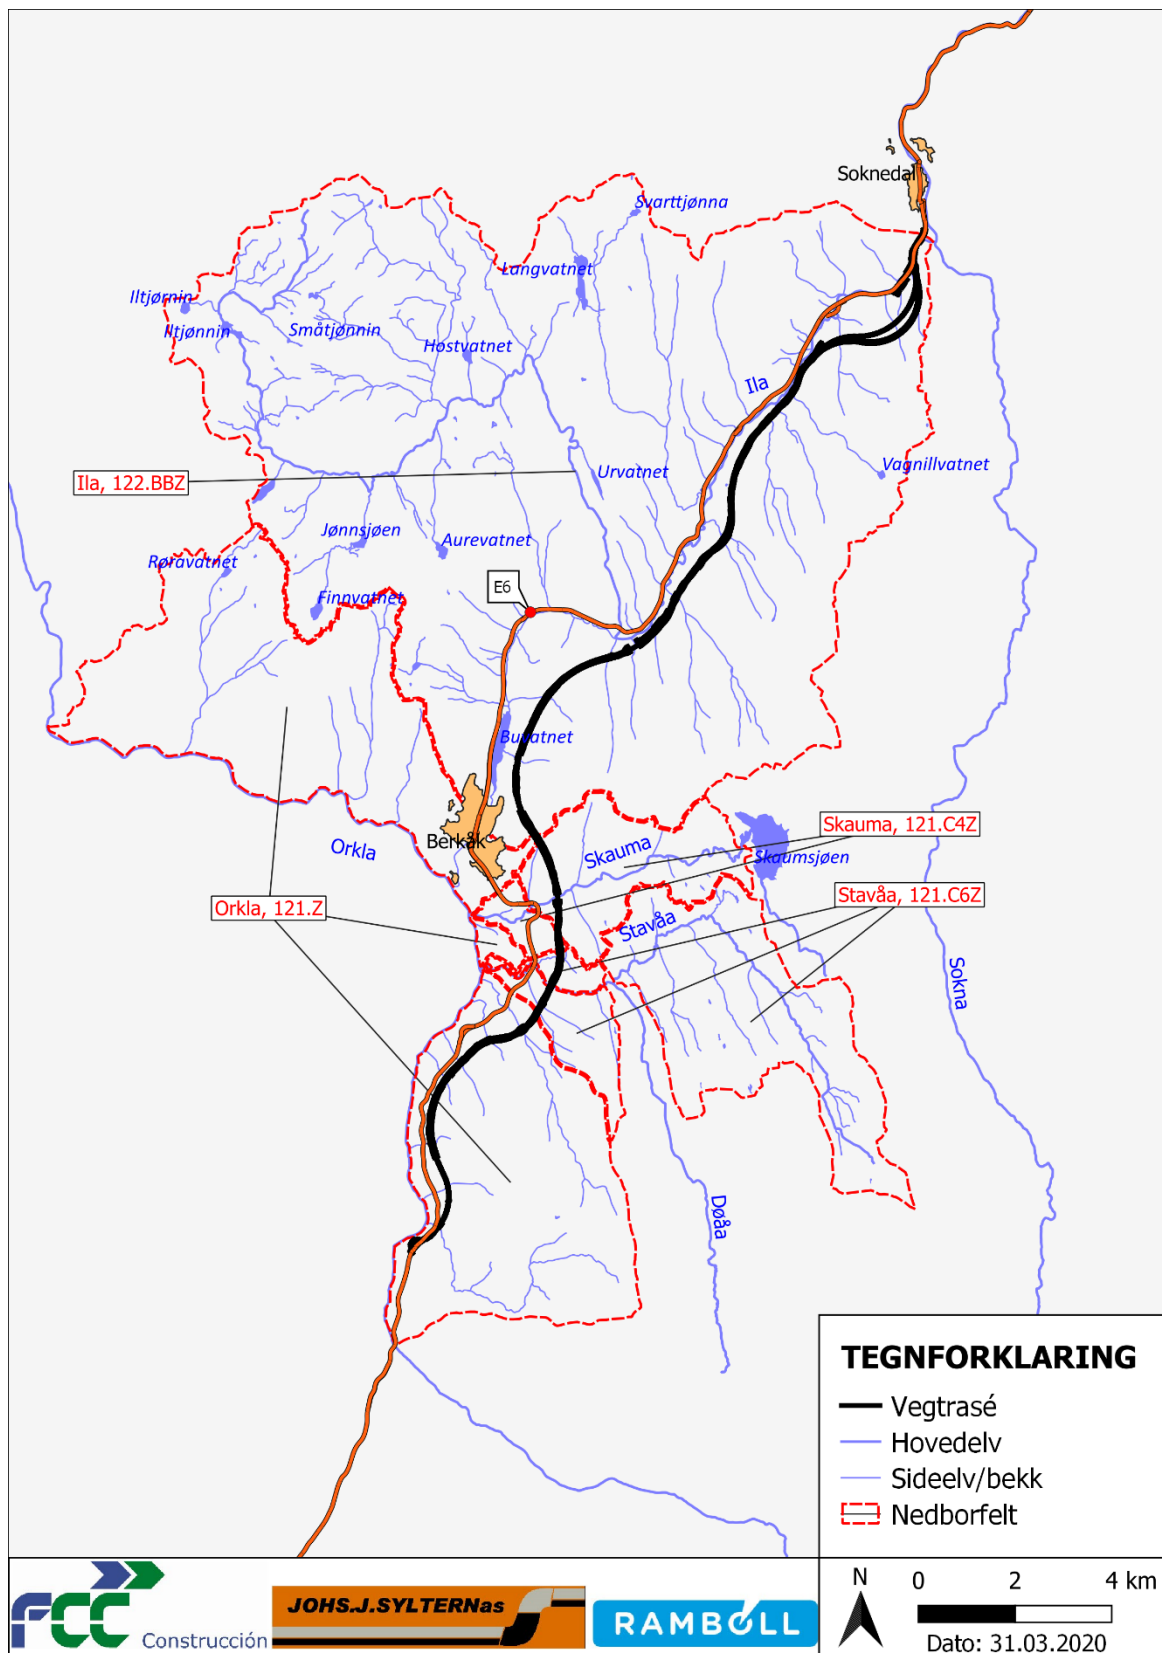 Soknedal
Svarttjønna
Langvatnet
Iltjørnin
Iltjønnin
Småtjønnin
Hostvatnet
Ila
Ila, 122.BBZ
Urvatnet
Vagnillvatnet
Jønnsjøen
Aurevatnet
Røravatnet
E6
Finnvatnet
Buvatnet
Berkåk
Orkla
Skauma
Skauma, 121.C4Z
Skaumsjøen
Stavåa, 121.C6Z
Orkla, 121.Z
Stavåa
Sokna
Døåa
TEGNFORKLARING
Vegtrasé
Hovedelv
Sideelv/bekk
Nedborfelt
FCC Construcción
JOHS.J.SYLTERNas
RAMBOLL
N
0 2 4 km
Dato: 31.03.2020